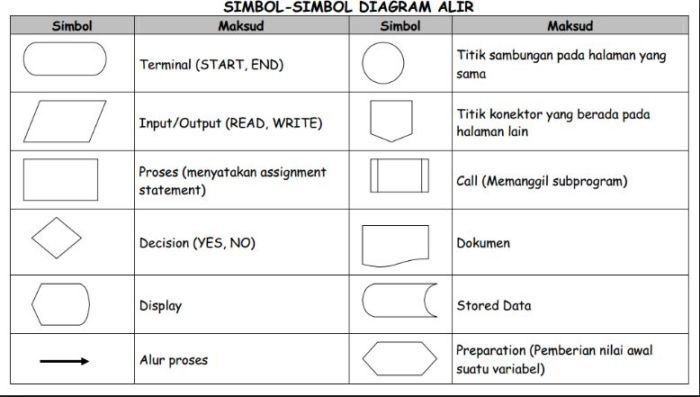 SIMBOL-SIMBOL DIAGRAM ALIR
Simbol Maksud Simbol Maksud
Terminal (START, END)
Titik sambungan pada halaman yang
sama
Input/Output (READ, WRITE)
Titik konektor yang berada pada
halaman lain
Proses (menyatakan assignment
statement)
Call (Memanggil subprogram)
Decision (YES, NO)
Dokumen
Display
Stored Data
Alur proses
Preparation (Pemberian nilai awal
suatu variabel)